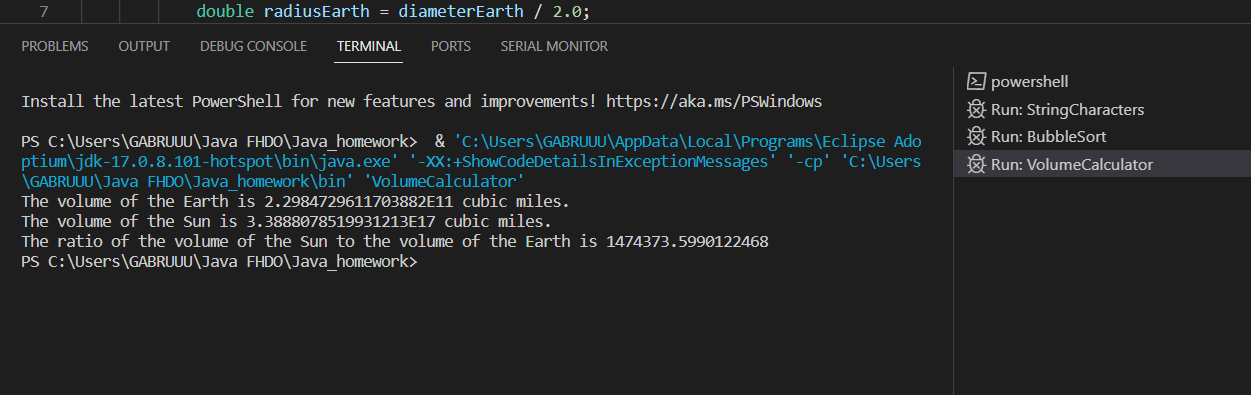 7 double radiusEarth = diameterEarth / 2.0;
PROBLEMS OUTPUT DEBUG CONSOLE TERMINAL PORTS SERIAL MONITOR
Install the latest PowerShell for new features and improvements! https://aka.ms/PSWindows
PS C:\Users\GABRUUU\Java FHDO\Java_homework>  & 'C:\Users\GABRUUU\AppData\Local\Programs\Eclipse Ado
ptium\jdk-17.0.8.101-hotspot\bin\java.exe' '-XX:+ShowCodeDetailsInExceptionMessages' '-cp' 'C:\Users
\GABRUUU\Java FHDO\Java_homework\bin' 'VolumeCalculator'
The volume of the Earth is 2.2984729611703882E11 cubic miles.
The volume of the Sun is 3.3888078519931213E17 cubic miles.
The ratio of the volume of the Sun to the volume of the Earth is 1474373.5990122468
PS C:\Users\GABRUUU\Java FHDO\Java_homework>
powershell
Run: StringCharacters
Run: BubbleSort
Run: VolumeCalculator